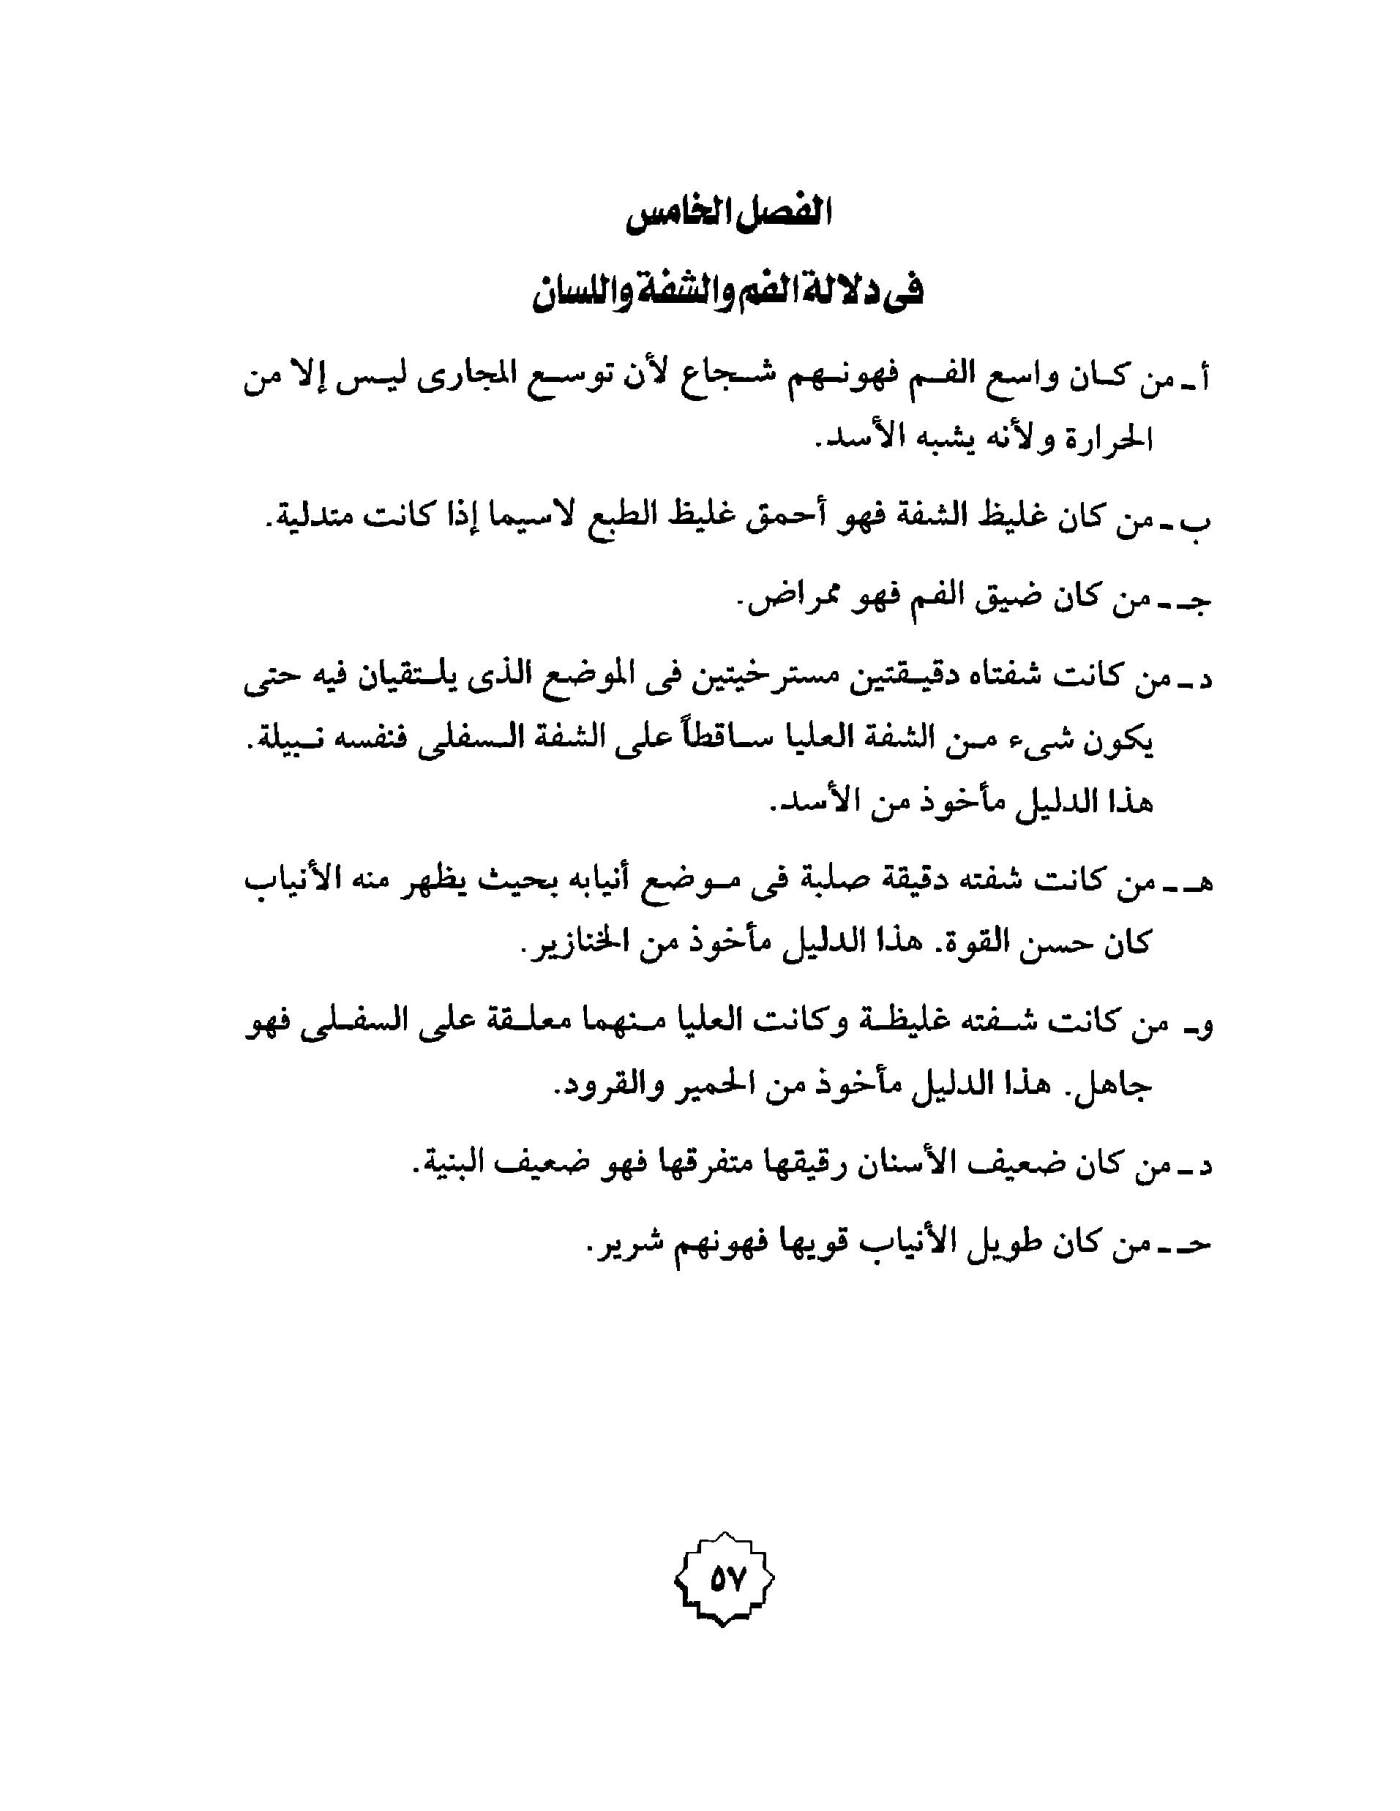 الفصل الخامس
فى دلالة الفم والشفة واللسان
أ ـ من كان واسع الفم فهونهم شجاع لأن توسع المجارى ليس إلا من
الحرارة ولأنه يشبه الأسد.
ب ـ من كان غليظ الشفة فهو أحمق غليظ الطبع لاسيما إذا كانت متدلية.
جـ ـ من كان ضيق الفم فهو ممراض.
د ـ من كانت شفتاه دقيقتين مسترخيتين فى الموضع الذى يلتقيان فيه حتى
يكون شىء من الشفة العليا ساقطاً على الشفة السفلى فنفسه نبيلة.
هذا الدليل مأخوذ من الأسد.
هـ ـ من كانت شفته دقيقة صلبة فى موضع أنيابه بحيث يظهر منه الأنياب
كان حسن القوة. هذا الدليل مأخوذ من الخنازير.
و ـ من كانت شفته غليظة وكانت العليا منهما معلقة على السفلى فهو
جاهل. هذا الدليل مأخوذ من الحمير والقرود.
د ـ من كان ضعيف الأسنان رقيقها متفرقها فهو ضعيف البنية.
حـ ـ من كان طويل الأنياب قويها فهونهم شرير.
٥٧